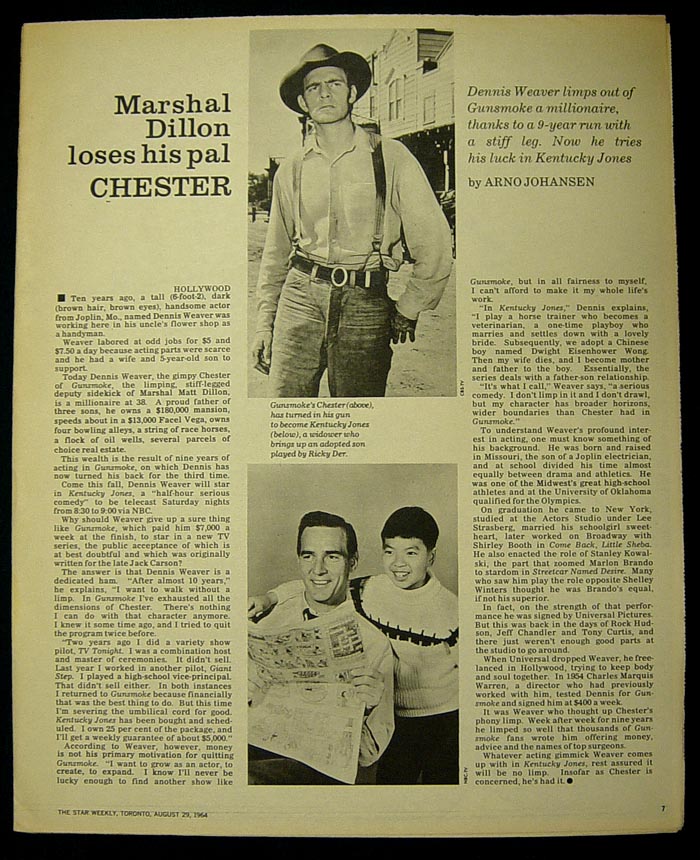 Marshal
Dillon
loses his pal
CHESTER
Dennis Weaver limps out of
Gunsmoke a millionaire,
thanks to a 9-year run with
a stiff leg. Now he tries
his luck in Kentucky Jones
by ARNO JOHANSEN
HOLLYWOOD
■ Ten years ago, a tall (6-foot-2), dark
(brown hair, brown eyes), handsome actor
from Joplin, Mo., named Dennis Weaver was
working here in his uncle's flower shop as
a handyman.
Weaver labored at odd jobs for $5 and
$7.50 a day because acting parts were scarce
and he had a wife and 5-year-old son to
support.
Today Dennis Weaver, the gimpy Chester
of Gunsmoke, the limping, stiff-legged
deputy sidekick of Marshal Matt Dillon,
is a millionaire at 38. A proud father of
three sons, he owns a $180,000 mansion,
speeds about in a $13,000 Facel Vega, owns
four bowling alleys, a string of race horses,
a flock of oil wells, several parcels of
choice real estate.
This wealth is the result of nine years of
acting in Gunsmoke, on which Dennis has
now turned his back for the third time.
Come this fall, Dennis Weaver will star
in Kentucky Jones, a "half-hour serious
comedy" to be telecast Saturday nights
from 8:30 to 9:00 via NBC.
Why should Weaver give up a sure thing
like Gunsmoke, which paid him $7,000 a
week at the finish, to star in a new TV
series, the public acceptance of which is
at best doubtful and which was originally
written for the late Jack Carson?
The answer is that Dennis Weaver is a
dedicated ham. "After almost 10 years,"
he explains, "I want to walk without a
limp. In Gunsmoke I've exhausted all the
dimensions of Chester. There's nothing
I can do with that character anymore.
I knew it some time ago, and I tried to quit
the program twice before.
"Two years ago I did a variety show
pilot, TV Tonight. I was a combination host
and master of ceremonies. It didn't sell.
Last year I worked in another pilot, Giant
Step. I played a high-school vice-principal.
That didn't sell either. In both instances
I returned to Gunsmoke because financially
that was the best thing to do. But this time
I'm severing the umbilical cord for good.
Kentucky Jones has been bought and sched-
uled. I own 25 per cent of the package, and
I'll get a weekly guarantee of about $5,000."
According to Weaver, however, money
is not his primary motivation for quitting
Gunsmoke. "I want to grow as an actor, to
create, to expand. I know I'll never be
lucky enough to find another show like
CBS-TV
Gunsmoke's Chester (above),
has turned in his gun
to become Kentucky Jones
(below), a widower who
brings up an adopted son
played by Ricky Der.
NBC-TV
Gunsmoke, but in all fairness to myself,
I can't afford to make it my whole life's
work.
"In Kentucky Jones," Dennis explains,
"I play a horse trainer who becomes a
veterinarian, a one-time playboy who
marries and settles down with a lovely
bride. Subsequently, we adopt a Chinese
boy named Dwight Eisenhower Wong.
Then my wife dies, and I become mother
and father to the boy. Essentially, the
series deals with a father-son relationship.
"It's what I call," Weaver says, "a serious
comedy. I don't limp in it and I don't drawl,
but my character has broader horizons,
wider boundaries than Chester had in
Gunsmoke."
To understand Weaver's profound inter-
est in acting, one must know something of
his background. He was born and raised
in Missouri, the son of a Joplin electrician,
and at school divided his time almost
equally between drama and athletics. He
was one of the Midwest's great high-school
athletes and at the University of Oklahoma
qualified for the Olympics.
On graduation he came to New York,
studied at the Actors Studio under Lee
Strasberg, married his schoolgirl sweet-
heart, later worked on Broadway with
Shirley Booth in Come Back, Little Sheba.
He also enacted the role of Stanley Kowal-
ski, the part that zoomed Marlon Brando
to stardom in Streetcar Named Desire. Many
who saw him play the role opposite Shelley
Winters thought he was Brando's equal,
if not his superior.
In fact, on the strength of that perfor-
mance he was signed by Universal Pictures.
But this was back in the days of Rock Hud-
son, Jeff Chandler and Tony Curtis, and
there just weren't enough good parts at
the studio to go around.
When Universal dropped Weaver, he free-
lanced in Hollywood, trying to keep body
and soul together. In 1954 Charles Marquis
Warren, a director who had previously
worked with him, tested Dennis for Gun-
smoke and signed him at $400 a week.
It was Weaver who thought up Chester's
phony limp. Week after week for nine years
he limped so well that thousands of Gun-
smoke fans wrote him offering money,
advice and the names of top surgeons.
Whatever acting gimmick Weaver comes
up with in Kentucky Jones, rest assured it
will be no limp. Insofar as Chester is
concerned, he's had it.●
THE STAR WEEKLY, TORONTO, AUGUST 29, 1964
7